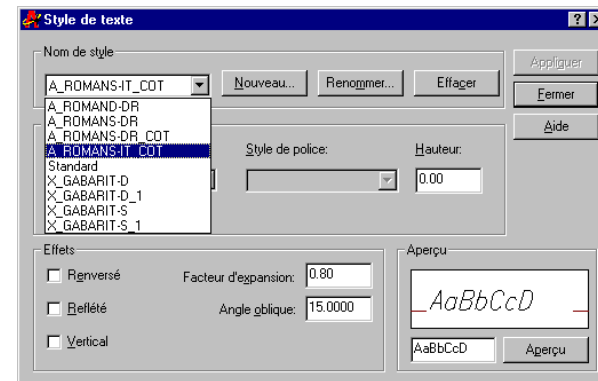 Style de texte
Nom de style
A_ROMANS-IT_COT
Nouveau...
Renommer...
Effacer
Appliquer
Fermer
Aide
A_ROMAND-DR
A_ROMANS-DR
A_ROMANS-DR_COT
A_ROMANS-IT_COT
Standard
X_GABARIT-D
X_GABARIT-D_1
X_GABARIT-S
X_GABARIT-S_1
Style de police:
Hauteur:
0.00
Effets
Renversé
Facteur d'expansion:
0.80
Reflété
Angle oblique:
15.0000
Vertical
Aperçu
AaBbCcD
AaBbCcD
Aperçu